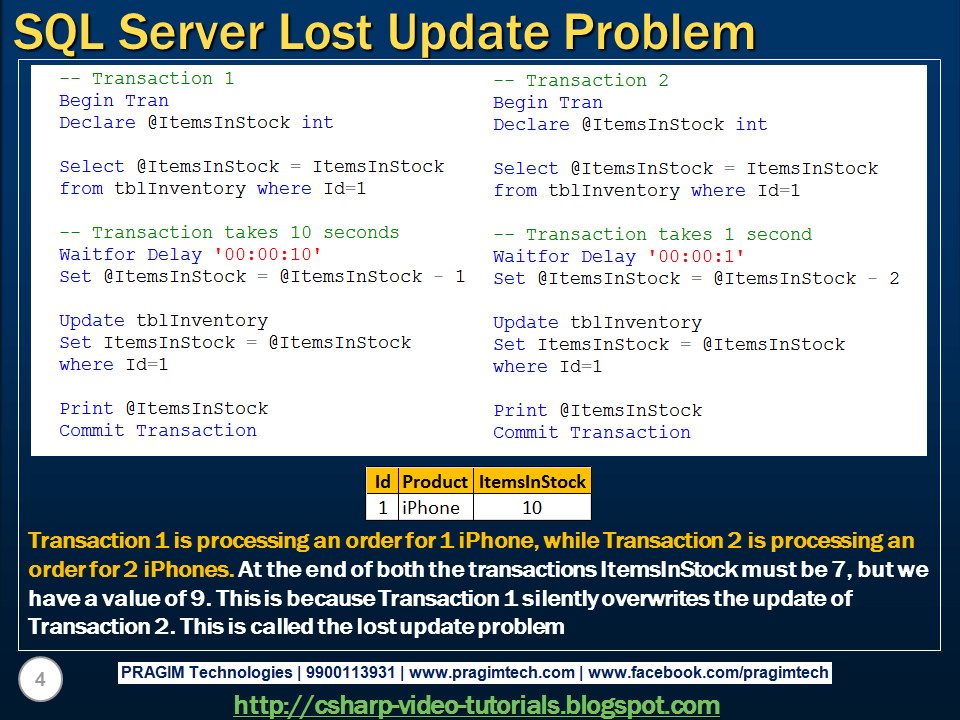 SQL Server Lost Update Problem
-- Transaction 1
Begin Tran
Declare @ItemsInStock int
Select @ItemsInStock = ItemsInStock
from tblInventory where Id=1
-- Transaction takes 10 seconds
Waitfor Delay '00:00:10'
Set @ItemsInStock = @ItemsInStock - 1
Update tblInventory
Set ItemsInStock = @ItemsInStock
where Id=1
Print @ItemsInStock
Commit Transaction
-- Transaction 2
Begin Tran
Declare @ItemsInStock int
Select @ItemsInStock = ItemsInStock
from tblInventory where Id=1
-- Transaction takes 1 second
Waitfor Delay '00:00:1'
Set @ItemsInStock = @ItemsInStock - 2
Update tblInventory
Set ItemsInStock = @ItemsInStock
where Id=1
Print @ItemsInStock
Commit Transaction
Id Product ItemsInStock
1 iPhone 10
Transaction 1 is processing an order for 1 iPhone, while Transaction 2 is processing an
order for 2 iPhones. At the end of both the transactions ItemsInStock must be 7, but we
have a value of 9. This is because Transaction 1 silently overwrites the update of
Transaction 2. This is called the lost update problem
4
PRAGIM Technologies | 9900113931 | www.pragimtech.com | www.facebook.com/pragimtech
http://csharp-video-tutorials.blogspot.com